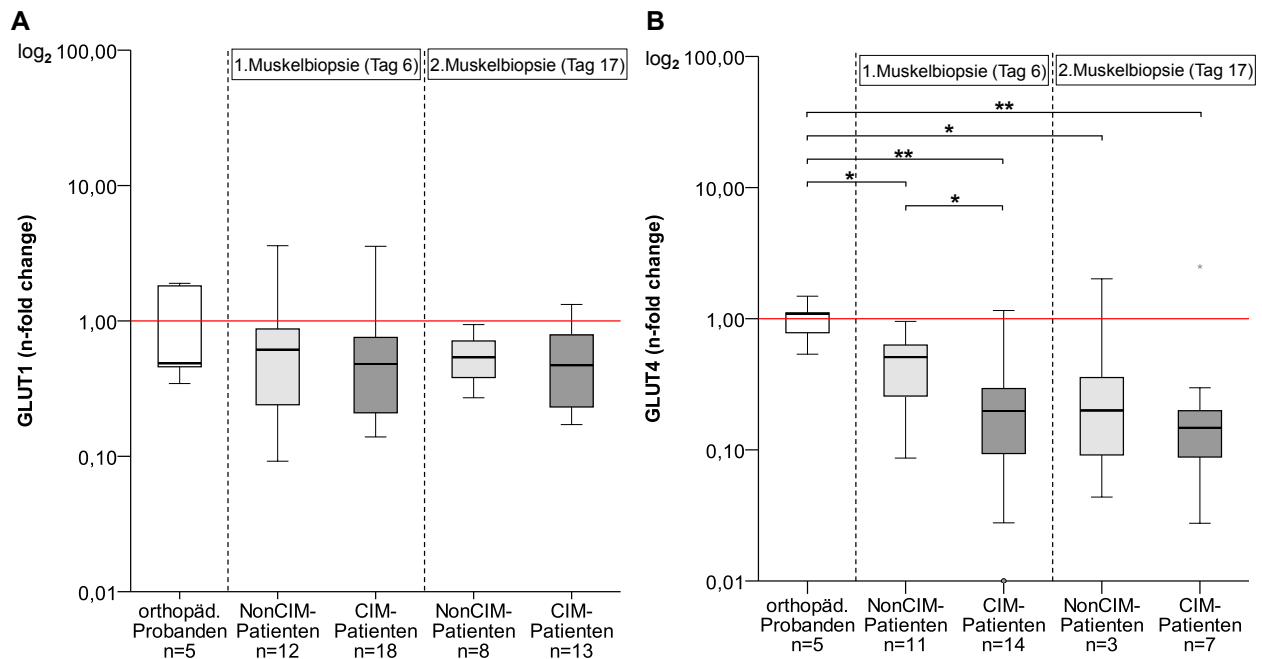 A
log₂ 100,00
1.Muskelbiopsie (Tag 6)
2.Muskelbiopsie (Tag 17)
10,00
1,00
0,10
0,01
GLUT1 (n-fold change)
orthopäd.
Probanden
n=5
NonCIM-
Patienten
n=12
CIM-
Patienten
n=18
NonCIM-
Patienten
n=8
CIM-
Patienten
n=13
B
log₂ 100,00
1.Muskelbiopsie (Tag 6)
2.Muskelbiopsie (Tag 17)
**
*
**
*
*
10,00
1,00
0,10
0,01
GLUT4 (n-fold change)
orthopäd.
Probanden
n=5
NonCIM-
Patienten
n=11
CIM-
Patienten
n=14
NonCIM-
Patienten
n=3
CIM-
Patienten
n=7